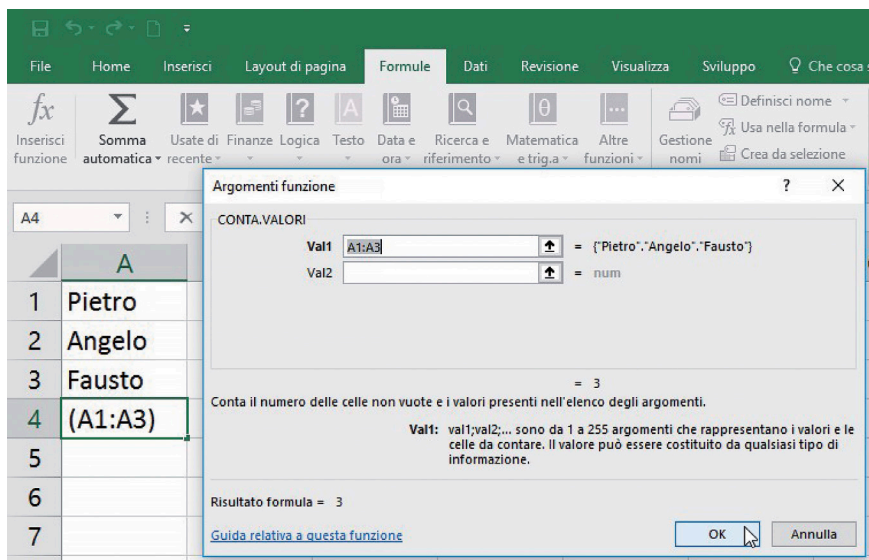 File Home Inserisci Layout di pagina Formule Dati Revisione Visualizza Sviluppo Che cosa
fx Σ ★ ? A θ ...
Inserisci Somma Usate di Finanze Logica Testo Data e Ricerca e Matematica Altre Gestione
funzione automatica recente ora riferimento e trig.a funzioni nomi
Definisci nome
Usa nella formula
Crea da selezione
Argomenti funzione ? X
A4
CONTA.VALORI
Val1 A1:A3 = {"Pietro"."Angelo"."Fausto"}
Val2 = num
A
1 Pietro
2 Angelo
3 Fausto
4 (A1:A3)
5
6
7
= 3
Conta il numero delle celle non vuote e i valori presenti nell'elenco degli argomenti.
Val1: val1;val2;... sono da 1 a 255 argomenti che rappresentano i valori e le
celle da contare. Il valore può essere costituito da qualsiasi tipo di
informazione.
Risultato formula = 3
Guida relativa a questa funzione OK Annulla